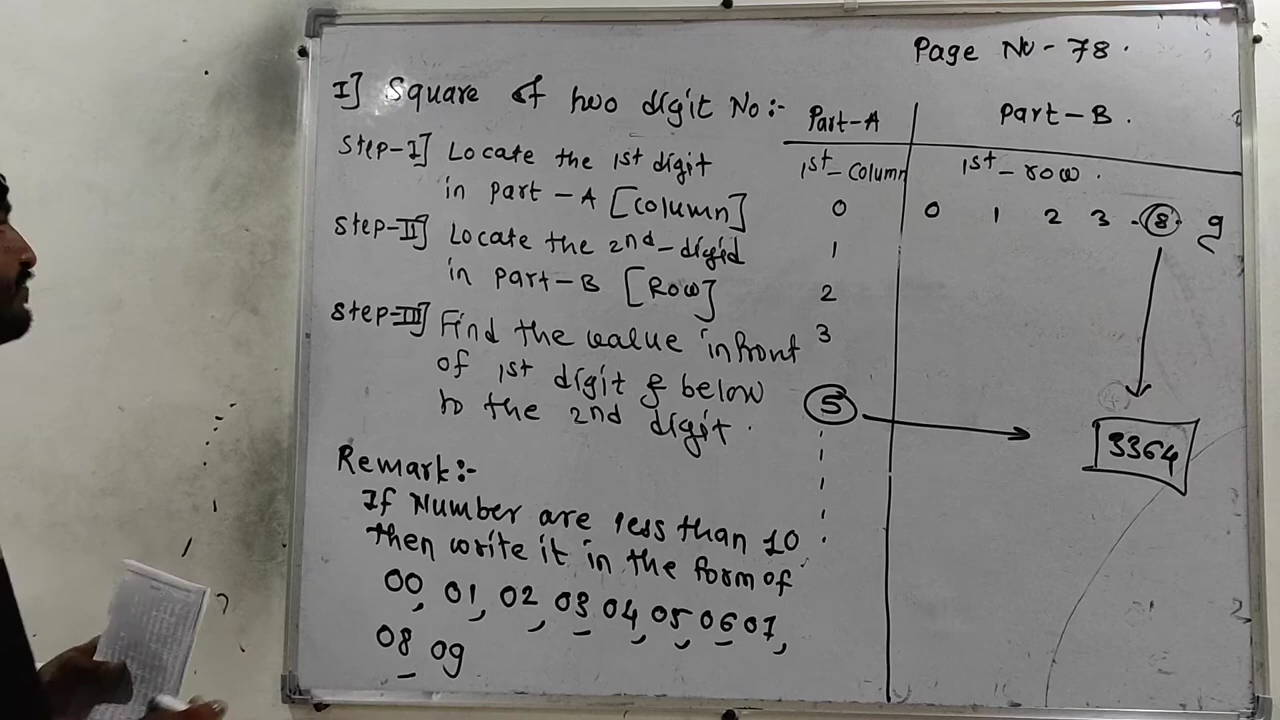 Page No - 78.
I] Square of two digit No :-
Step-I] Locate the 1st digit
in part - A [column]
Step-II] Locate the 2nd - digid
in part-B [Row]
Step-III] Find the value infront
of 1st digit & below
to the 2nd digit.
Remark:-
If Number are less than 10
then write it in the form of
00, 01, 02, 03 04, 05, 06 07,
08 09
Part-A Part-B.
1st-column 1st-row.
0 0 1 2 3 - 8 - 9
1
2
3
5
3364